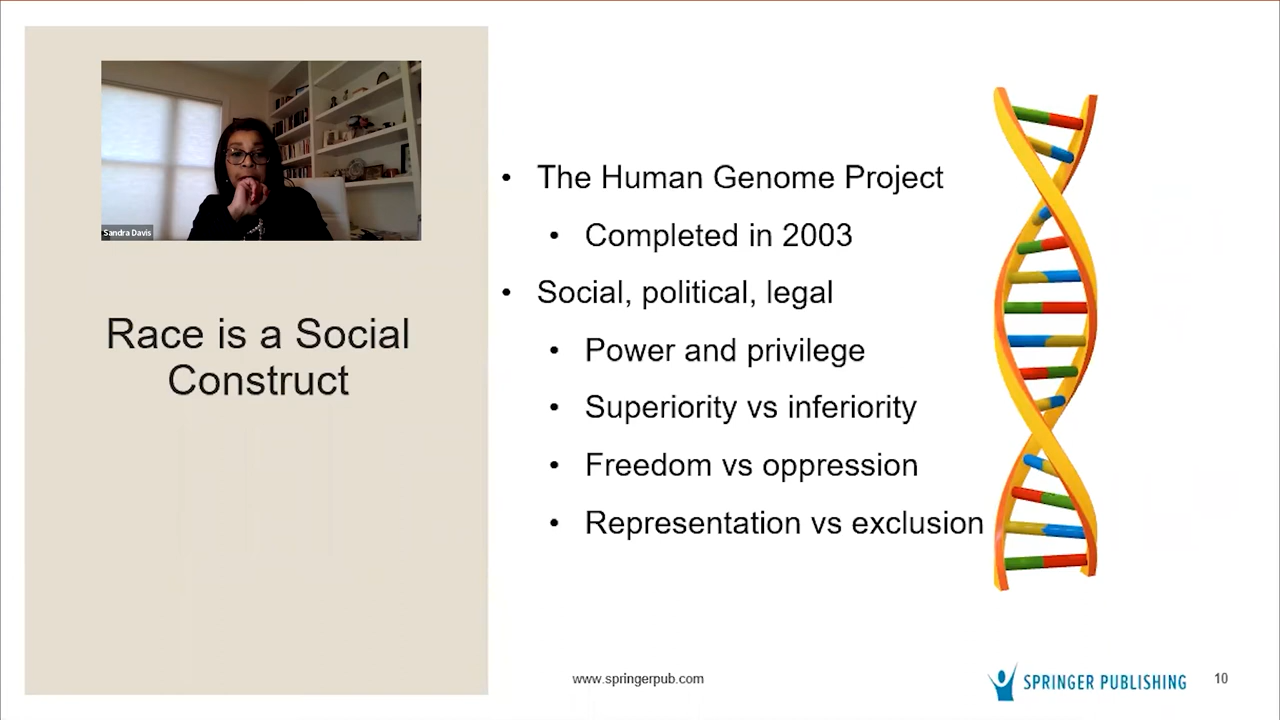 Sandra Davis
Race is a Social
Construct
• The Human Genome Project
• Completed in 2003
• Social, political, legal
• Power and privilege
• Superiority vs inferiority
• Freedom vs oppression
• Representation vs exclusion
www.springerpub.com
SPRINGER PUBLISHING
10